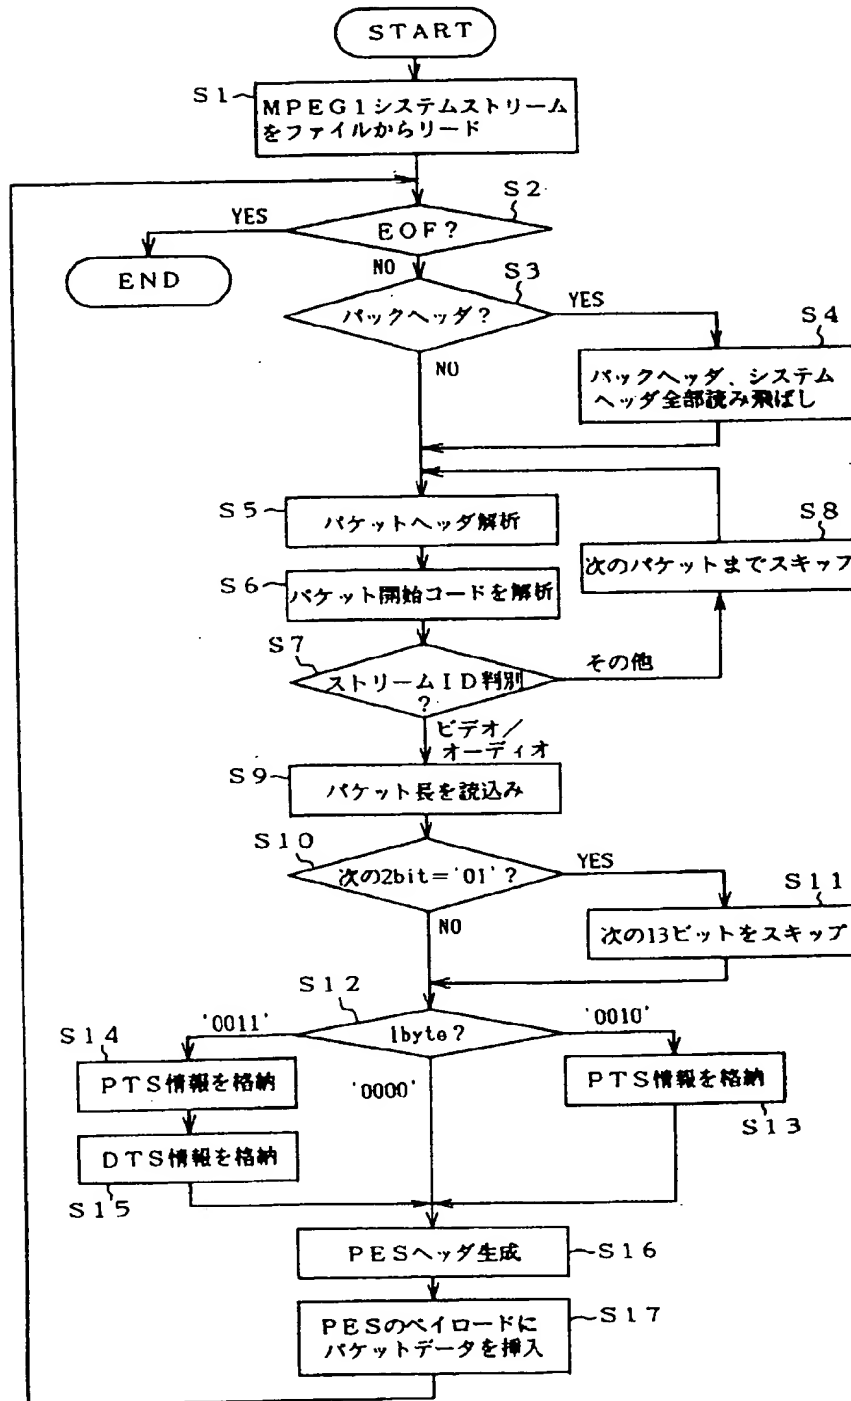 START
S1
MPEG1システムストリーム
をファイルからリード
S2
YES
EOF?
END
NO
S3
パックヘッダ?
YES
S4
NO
パックヘッダ、システム
ヘッダ全部読み飛ばし
S5
パケットヘッダ解析
S8
次のパケットまでスキップ
S6
パケット開始コードを解析
S7
ストリームID判別
?
その他
ビデオ/
オーディオ
S9
パケット長を読込み
S10
次の2bit='01'?
YES
S11
NO
次の13ビットをスキップ
S12
'0011'
1byte?
'0010'
S14
PTS情報を格納
'0000'
PTS情報を格納
S13
DTS情報を格納
S15
PESヘッダ生成
S16
S17
PESのペイロードに
パケットデータを挿入